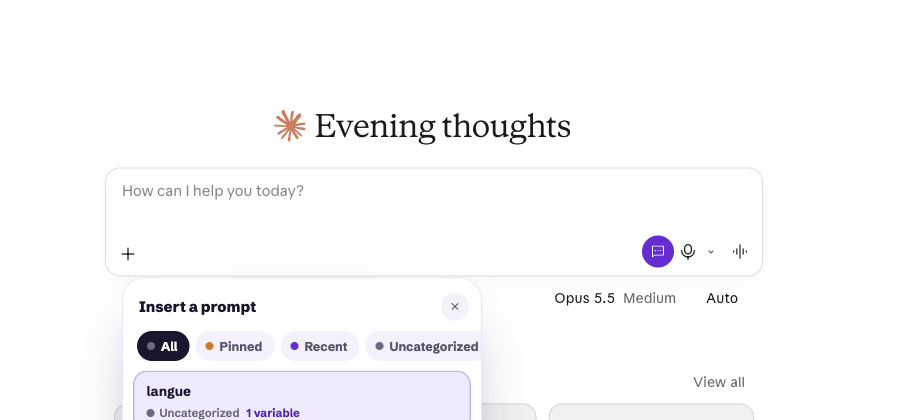 Evening thoughts
How can I help you today?
Opus 5.5 Medium Auto
Insert a prompt
All Pinned Recent Uncategorized
View all
langue
Uncategorized 1 variable